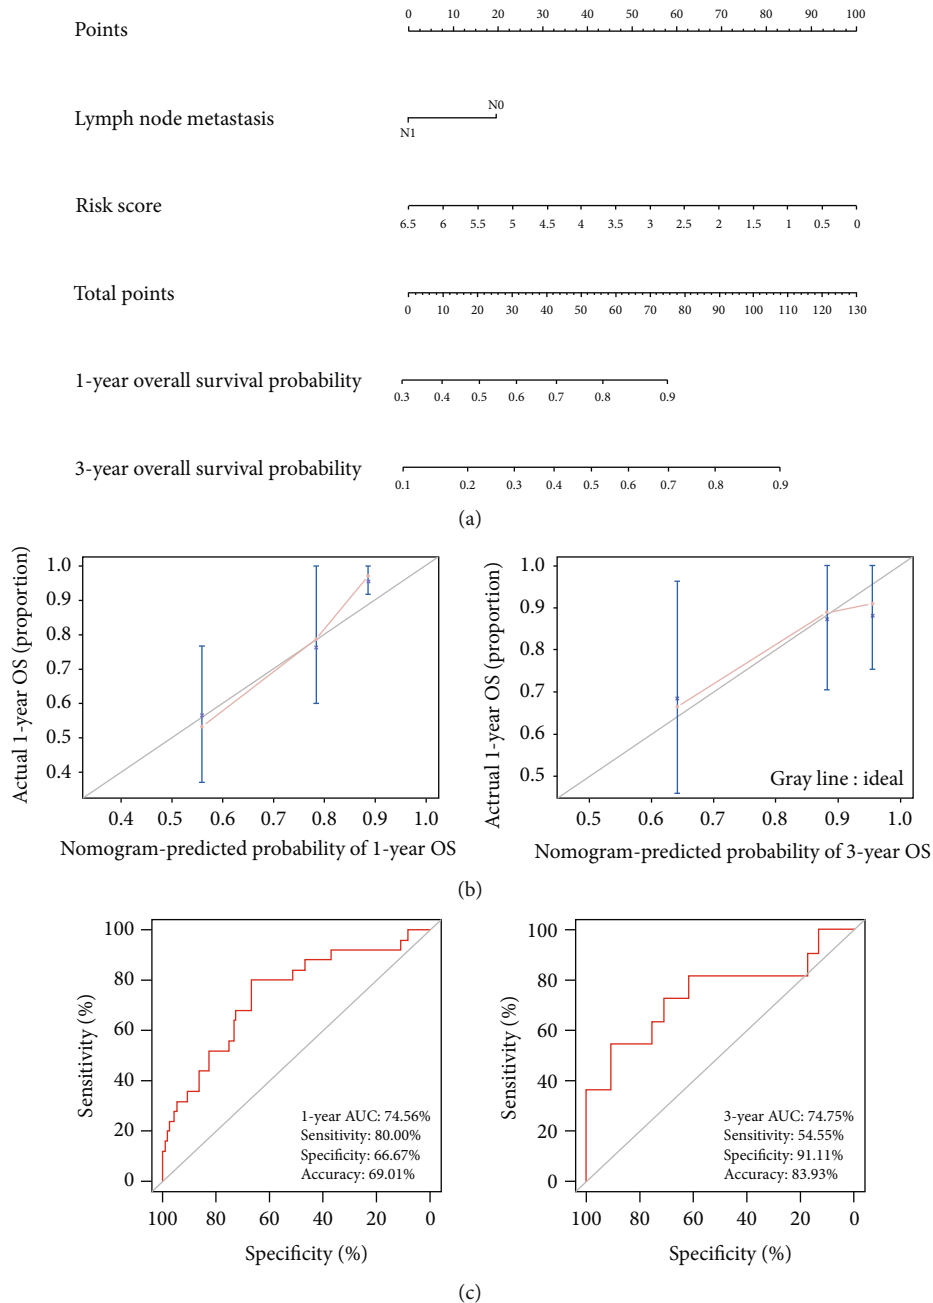 Points
0 10 20 30 40 50 60 70 80 90 100
Lymph node metastasis
N0
N1
Risk score
6.5 6 5.5 5 4.5 4 3.5 3 2.5 2 1.5 1 0.5 0
Total points
0 10 20 30 40 50 60 70 80 90 100 110 120 130
1-year overall survival probability
0.3 0.4 0.5 0.6 0.7 0.8 0.9
3-year overall survival probability
0.1 0.2 0.3 0.4 0.5 0.6 0.7 0.8 0.9
(a)
Actual 1-year OS (proportion)
1.0
0.9
0.8
0.7
0.6
0.5
0.4
0.4 0.5 0.6 0.7 0.8 0.9 1.0
Nomogram-predicted probability of 1-year OS
Actrual 1-year OS (proportion)
1.0
0.9
0.8
0.7
0.6
0.5
Gray line : ideal
0.5 0.6 0.7 0.8 0.9 1.0
Nomogram-predicted probability of 3-year OS
(b)
Sensitivity (%)
100
80
60
40
20
0
1-year AUC: 74.56%
Sensitivity: 80.00%
Specificity: 66.67%
Accuracy: 69.01%
100 80 60 40 20 0
Specificity (%)
Sensitivity (%)
100
80
60
40
20
0
3-year AUC: 74.75%
Sensitivity: 54.55%
Specificity: 91.11%
Accuracy: 83.93%
100 80 60 40 20 0
Specificity (%)
(c)